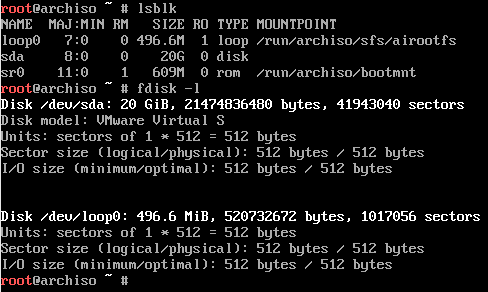 root@archiso ~ # lsblk
NAME  MAJ:MIN RM   SIZE RO TYPE MOUNTPOINT
loop0   7:0    0 496.6M  1 loop /run/archiso/sfs/airootfs
sda     8:0    0    20G  0 disk
sr0    11:0    1   609M  0 rom  /run/archiso/bootmnt
root@archiso ~ # fdisk -l
Disk /dev/sda: 20 GiB, 21474836480 bytes, 41943040 sectors
Disk model: VMware Virtual S
Units: sectors of 1 * 512 = 512 bytes
Sector size (logical/physical): 512 bytes / 512 bytes
I/O size (minimum/optimal): 512 bytes / 512 bytes
Disk /dev/loop0: 496.6 MiB, 520732672 bytes, 1017056 sectors
Units: sectors of 1 * 512 = 512 bytes
Sector size (logical/physical): 512 bytes / 512 bytes
I/O size (minimum/optimal): 512 bytes / 512 bytes
root@archiso ~ #